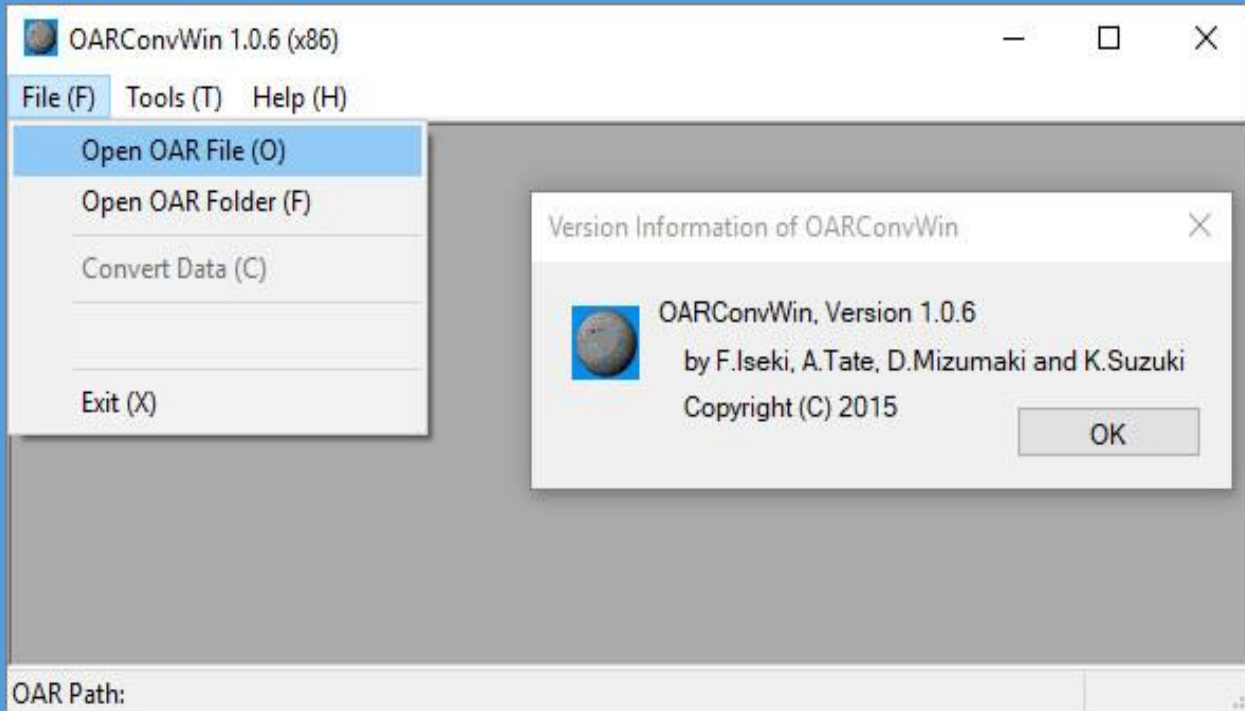 OARConvWin 1.0.6 (x86)
File (F) Tools (T) Help (H)
Open OAR File (O)
Open OAR Folder (F)
Convert Data (C)
Exit (X)
Version Information of OARConvWin
OARConvWin, Version 1.0.6
by F.Iseki, A.Tate, D.Mizumaki and K.Suzuki
Copyright (C) 2015
OK
OAR Path: